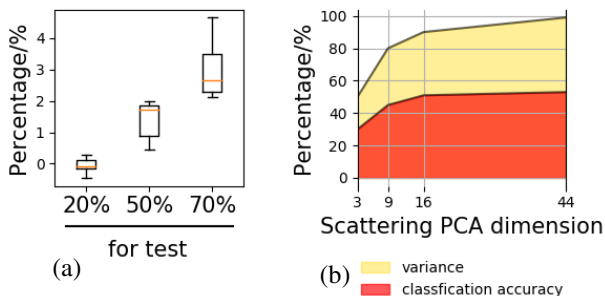 Percentage/%
4
3
2
1
0
20% 50% 70%
for test
(a)
Percentage/%
100
80
60
40
20
0
3 9 16 44
Scattering PCA dimension
(b)
variance
classfication accuracy